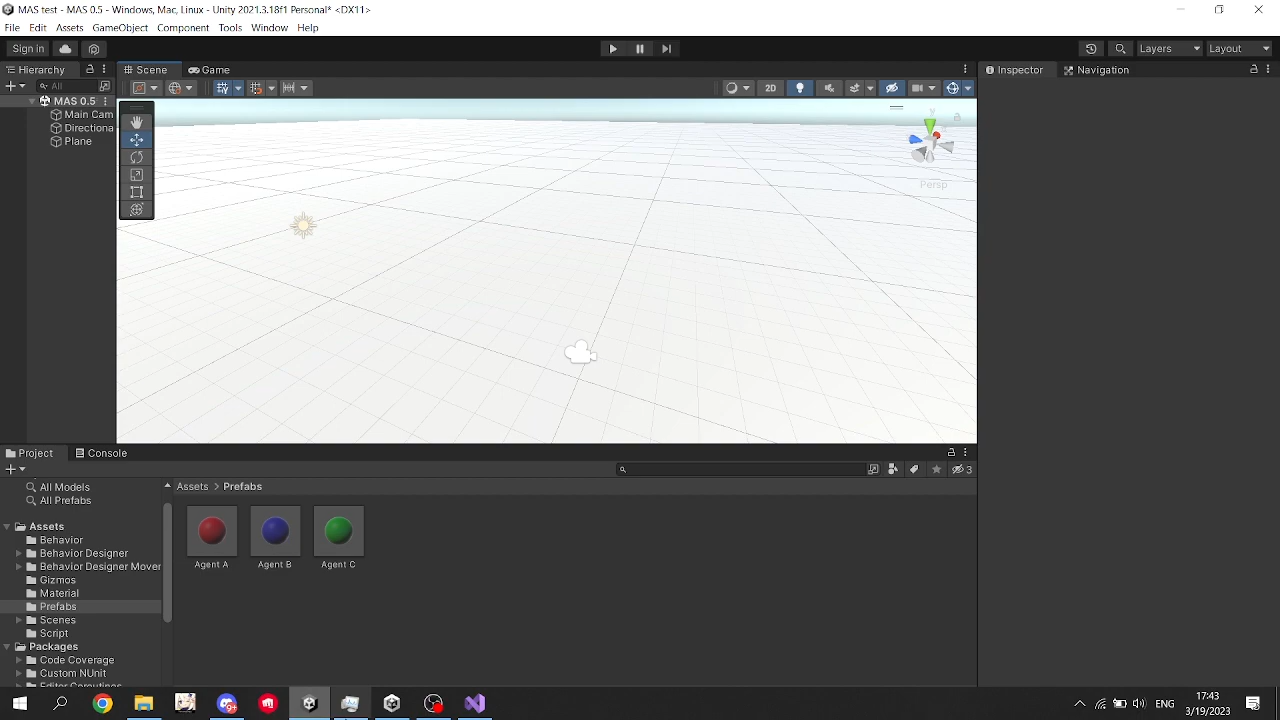 MAS test - MAS 0.5 - Windows, Mac, Linux - Unity 2021.3.18f1 Personal* <DX11>
File Edit Assets GameObject Component Tools Window Help
Sign in Layers Layout
Hierarchy Scene Game Inspector Navigation
All 2D
MAS 0.5
Main Cam
Directiona
Plane
y
Persp
Project Console
3
All Models
All Prefabs
Assets > Prefabs
Assets
Behavior
Behavior Designer
Behavior Designer Mover
Gizmos
Material
Prefabs
Scenes
Script
Packages
Code Coverage
Custom NUnit
Editor Coroutines
Agent A Agent B Agent C
ENG
17:43
3/19/2023